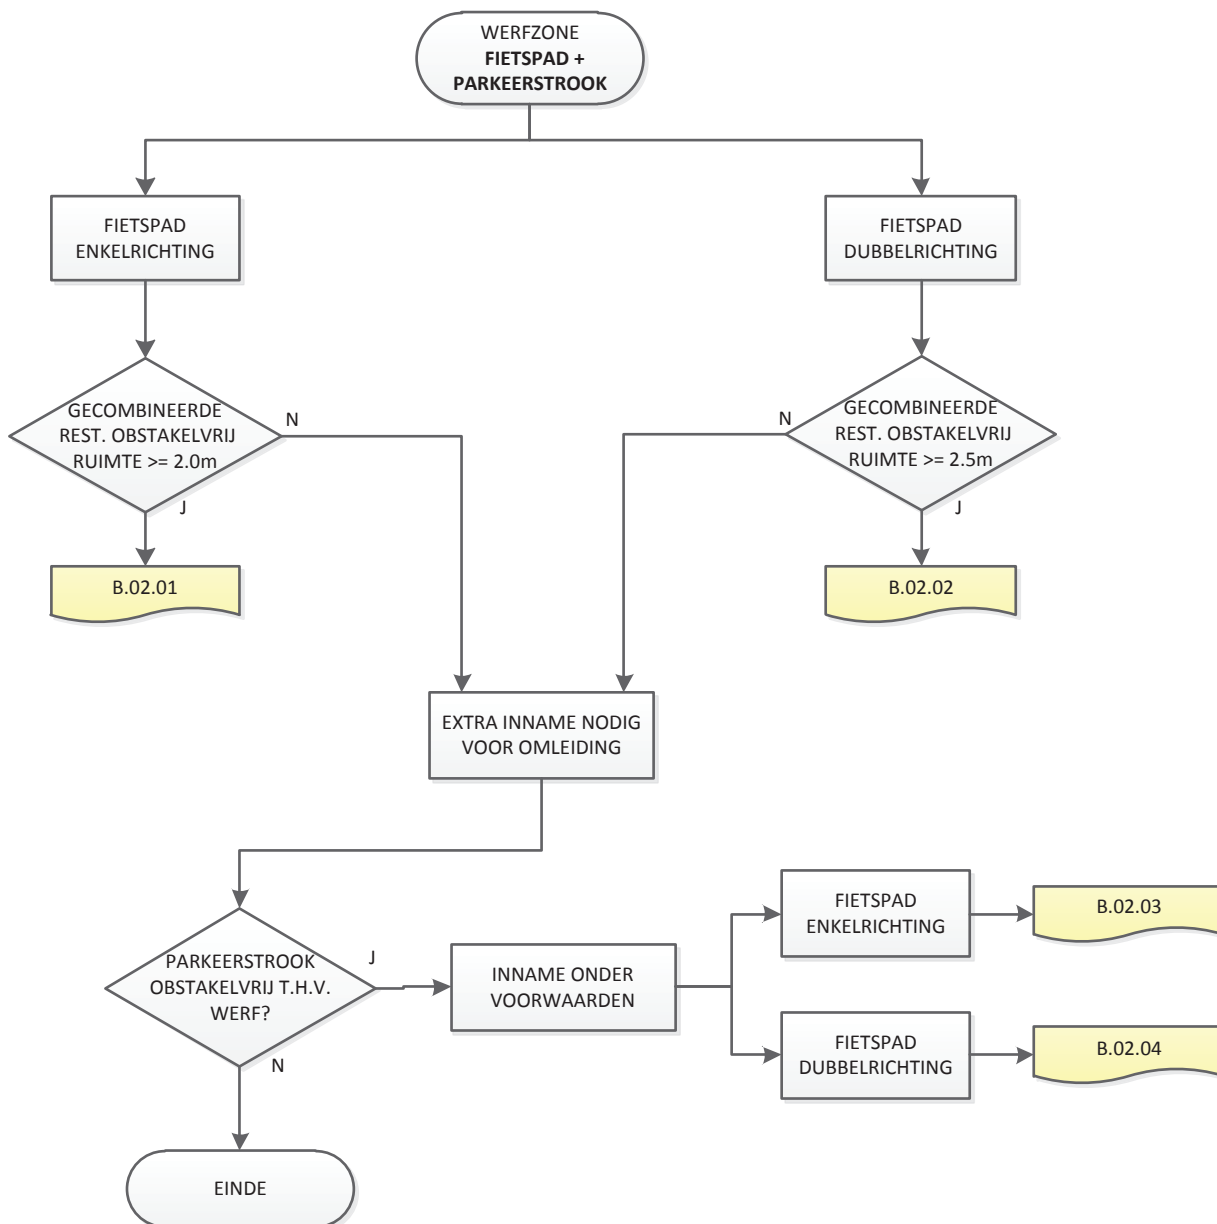 WERFZONE
FIETSPAD +
PARKEERSTROOK
FIETSPAD
ENKELRICHTING
FIETSPAD
DUBBELRICHTING
GECOMBINEERDE
REST. OBSTAKELVRIJ
RUIMTE >= 2.0m
N
J
N
GECOMBINEERDE
REST. OBSTAKELVRIJ
RUIMTE >= 2.5m
J
B.02.01
B.02.02
EXTRA INNAME NODIG
VOOR OMLEIDING
PARKEERSTROOK
OBSTAKELVRIJ T.H.V.
WERF?
J
N
INNAME ONDER
VOORWAARDEN
FIETSPAD
ENKELRICHTING
B.02.03
FIETSPAD
DUBBELRICHTING
B.02.04
EINDE